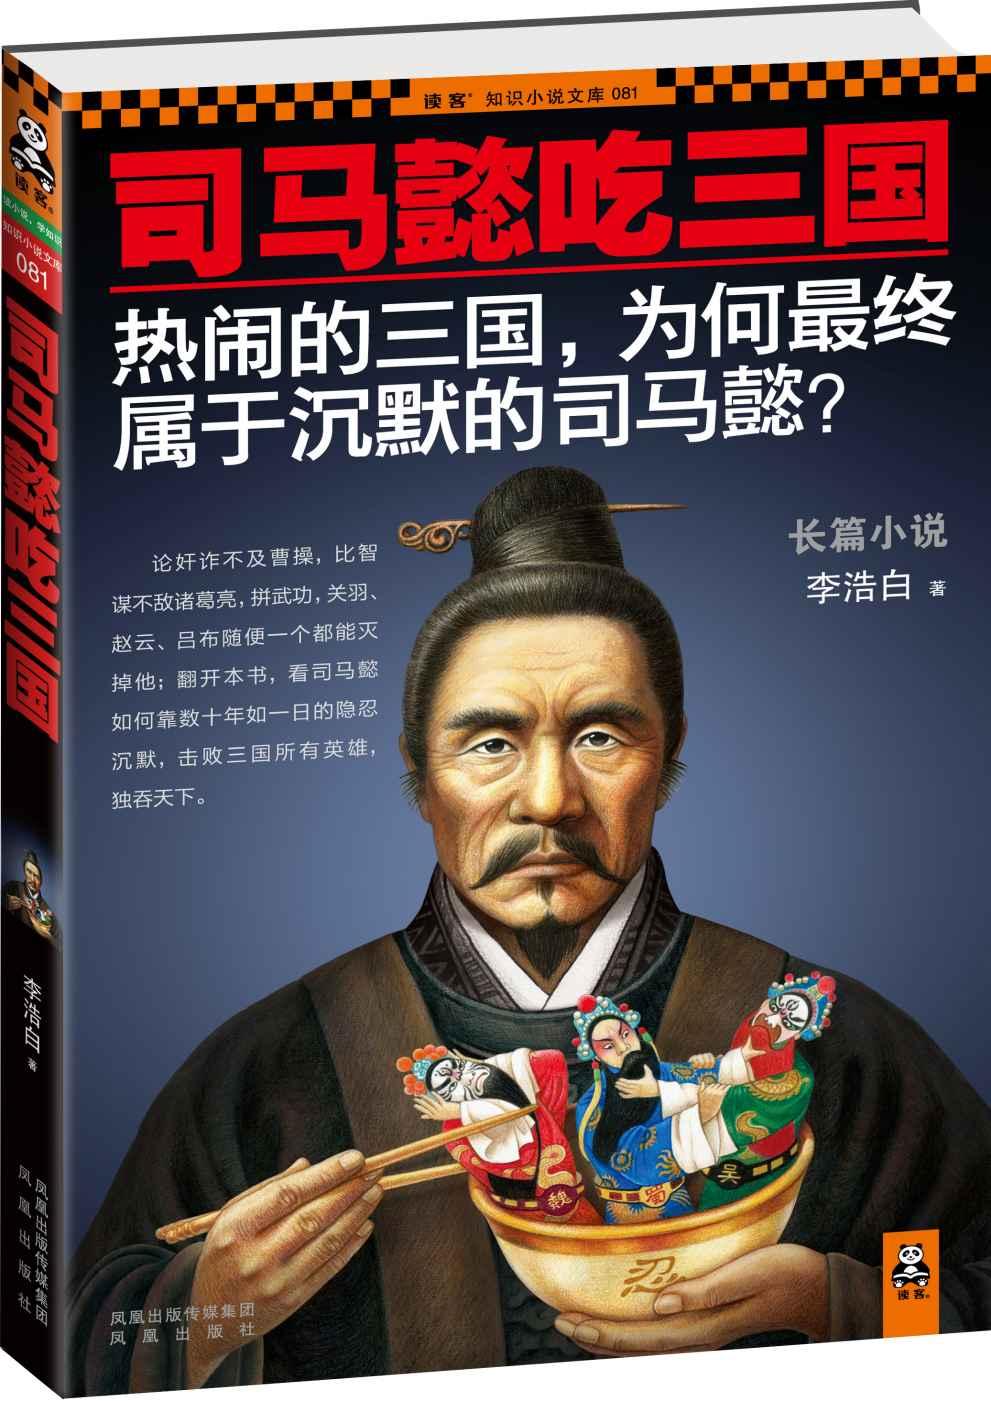 读客® 知识小说文库 081
司马懿吃三国
热闹的三国，为何最终
属于沉默的司马懿？
长篇小说
李浩白 著
论奸诈不及曹操，比智
谋不敌诸葛亮，拼武功，关羽、
赵云、吕布随便一个都能灭
掉他；翻开本书，看司马懿
如何靠数十年如一日的隐忍
沉默，击败三国所有英雄，
独吞天下。
魏
蜀
吴
忍
凤凰出版传媒集团
凤凰出版社
读客®
读客®
读小说，学知识
知识小说文库
081
司马懿吃三国
李浩白 著
凤凰出版传媒集团
凤凰出版社